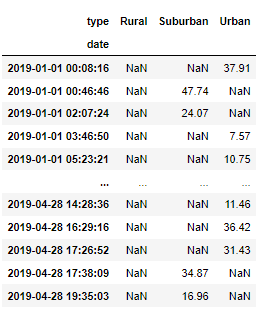 type Rural Suburban Urban
date
2019-01-01 00:08:16 NaN NaN 37.91
2019-01-01 00:46:46 NaN 47.74 NaN
2019-01-01 02:07:24 NaN 24.07 NaN
2019-01-01 03:46:50 NaN NaN 7.57
2019-01-01 05:23:21 NaN NaN 10.75
... ... ... ...
2019-04-28 14:28:36 NaN NaN 11.46
2019-04-28 16:29:16 NaN NaN 36.42
2019-04-28 17:26:52 NaN NaN 31.43
2019-04-28 17:38:09 NaN 34.87 NaN
2019-04-28 19:35:03 NaN 16.96 NaN